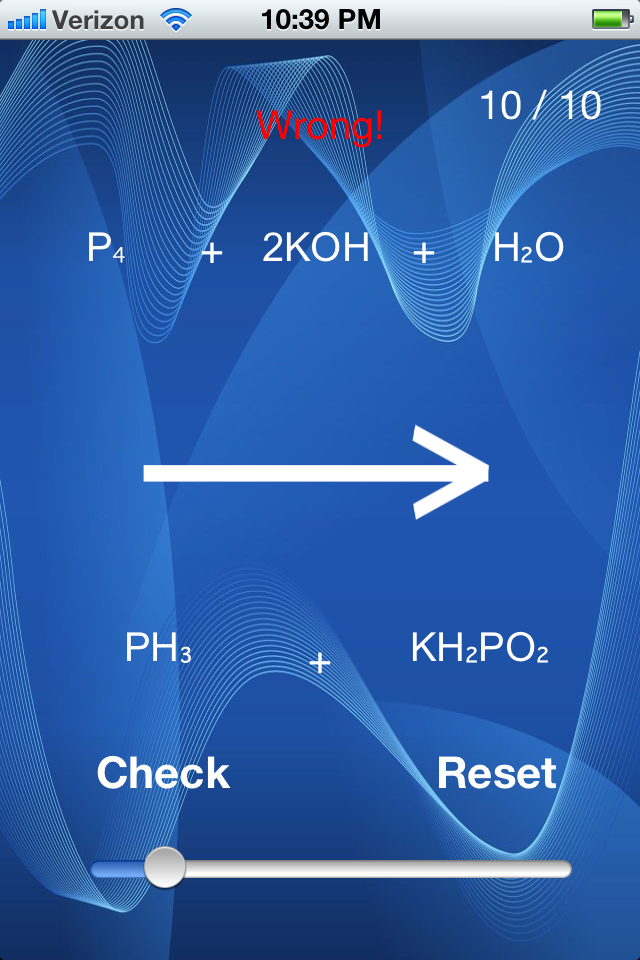 Verizon 10:39 PM
10 / 10
Wrong!
P₄ + 2KOH + H₂O
PH₃ + KH₂PO₂
Check Reset